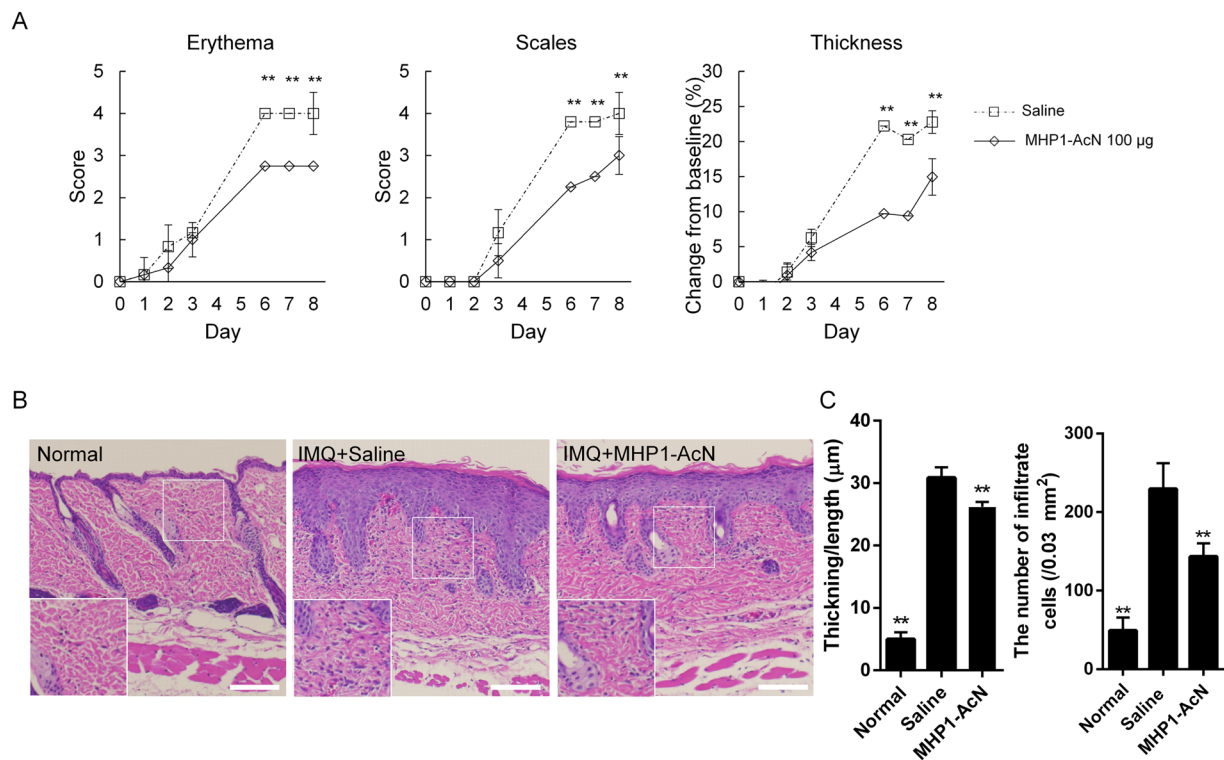 A
Erythema
Scales
Thickness
5
4
3
2
1
0
Score
** ** **
0 1 2 3 4 5 6 7 8
Day
5
4
3
2
1
0
Score
** ** **
0 1 2 3 4 5 6 7 8
Day
30
25
20
15
10
5
0
Change from baseline (%)
** ** **
0 1 2 3 4 5 6 7 8
Day
Saline
MHP1-AcN 100 μg
B
Normal
IMQ+Saline
IMQ+MHP1-AcN
C
40
30
20
10
0
Thickning/length (μm)
**
**
Normal
Saline
MHP1-AcN
300
200
100
0
The number of infiltrate
cells (/0.03 mm²)
**
**
Normal
Saline
MHP1-AcN